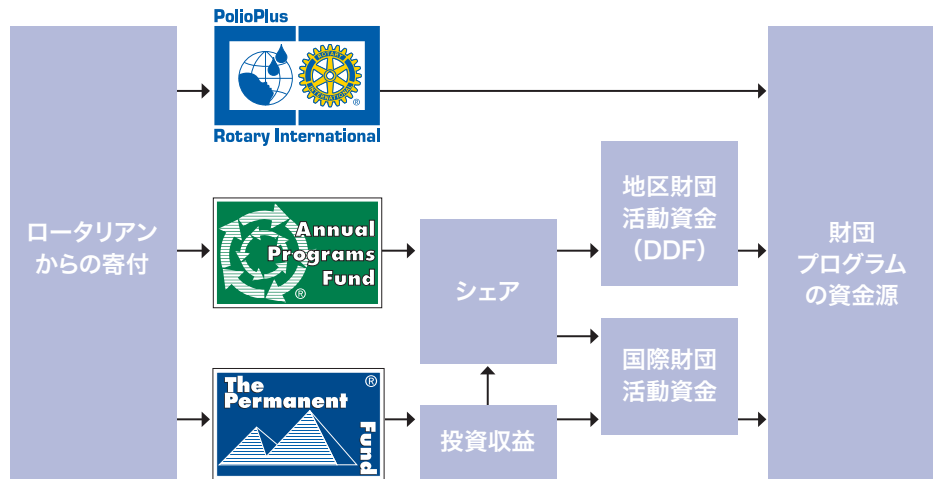 PolioPlus
ROTARY
INTERNATIONAL
®
Rotary International
ロータリアン
からの寄付
Annual
Programs
Fund
®
シェア
地区財団
活動資金
（DDF）
財団
プログラム
の資金源
The
Permanent
Fund
®
投資収益
国際財団
活動資金